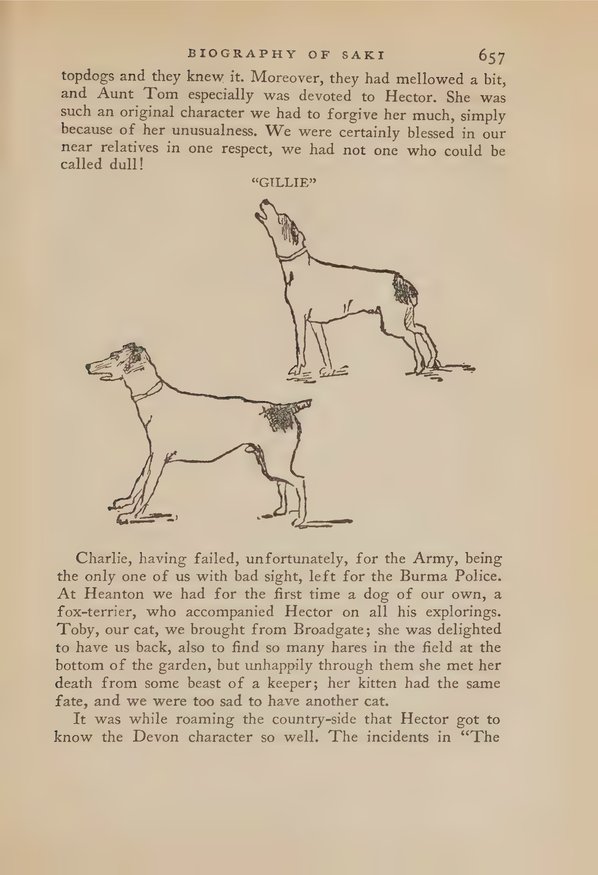 BIOGRAPHY OF SAKI 657
topdogs and they knew it. Moreover, they had mellowed a bit,
and Aunt Tom especially was devoted to Hector. She was
such an original character we had to forgive her much, simply
because of her unusualness. We were certainly blessed in our
near relatives in one respect, we had not one who could be
called dull!
“GILLIE”
Charlie, having failed, unfortunately, for the Army, being
the only one of us with bad sight, left for the Burma Police.
At Heanton we had for the first time a dog of our own, a
fox-terrier, who accompanied Hector on all his explorings.
Toby, our cat, we brought from Broadgate; she was delighted
to have us back, also to find so many hares in the field at the
bottom of the garden, but unhappily through them she met her
death from some beast of a keeper; her kitten had the same
fate, and we were too sad to have another cat.
It was while roaming the country-side that Hector got to
know the Devon character so well. The incidents in “The